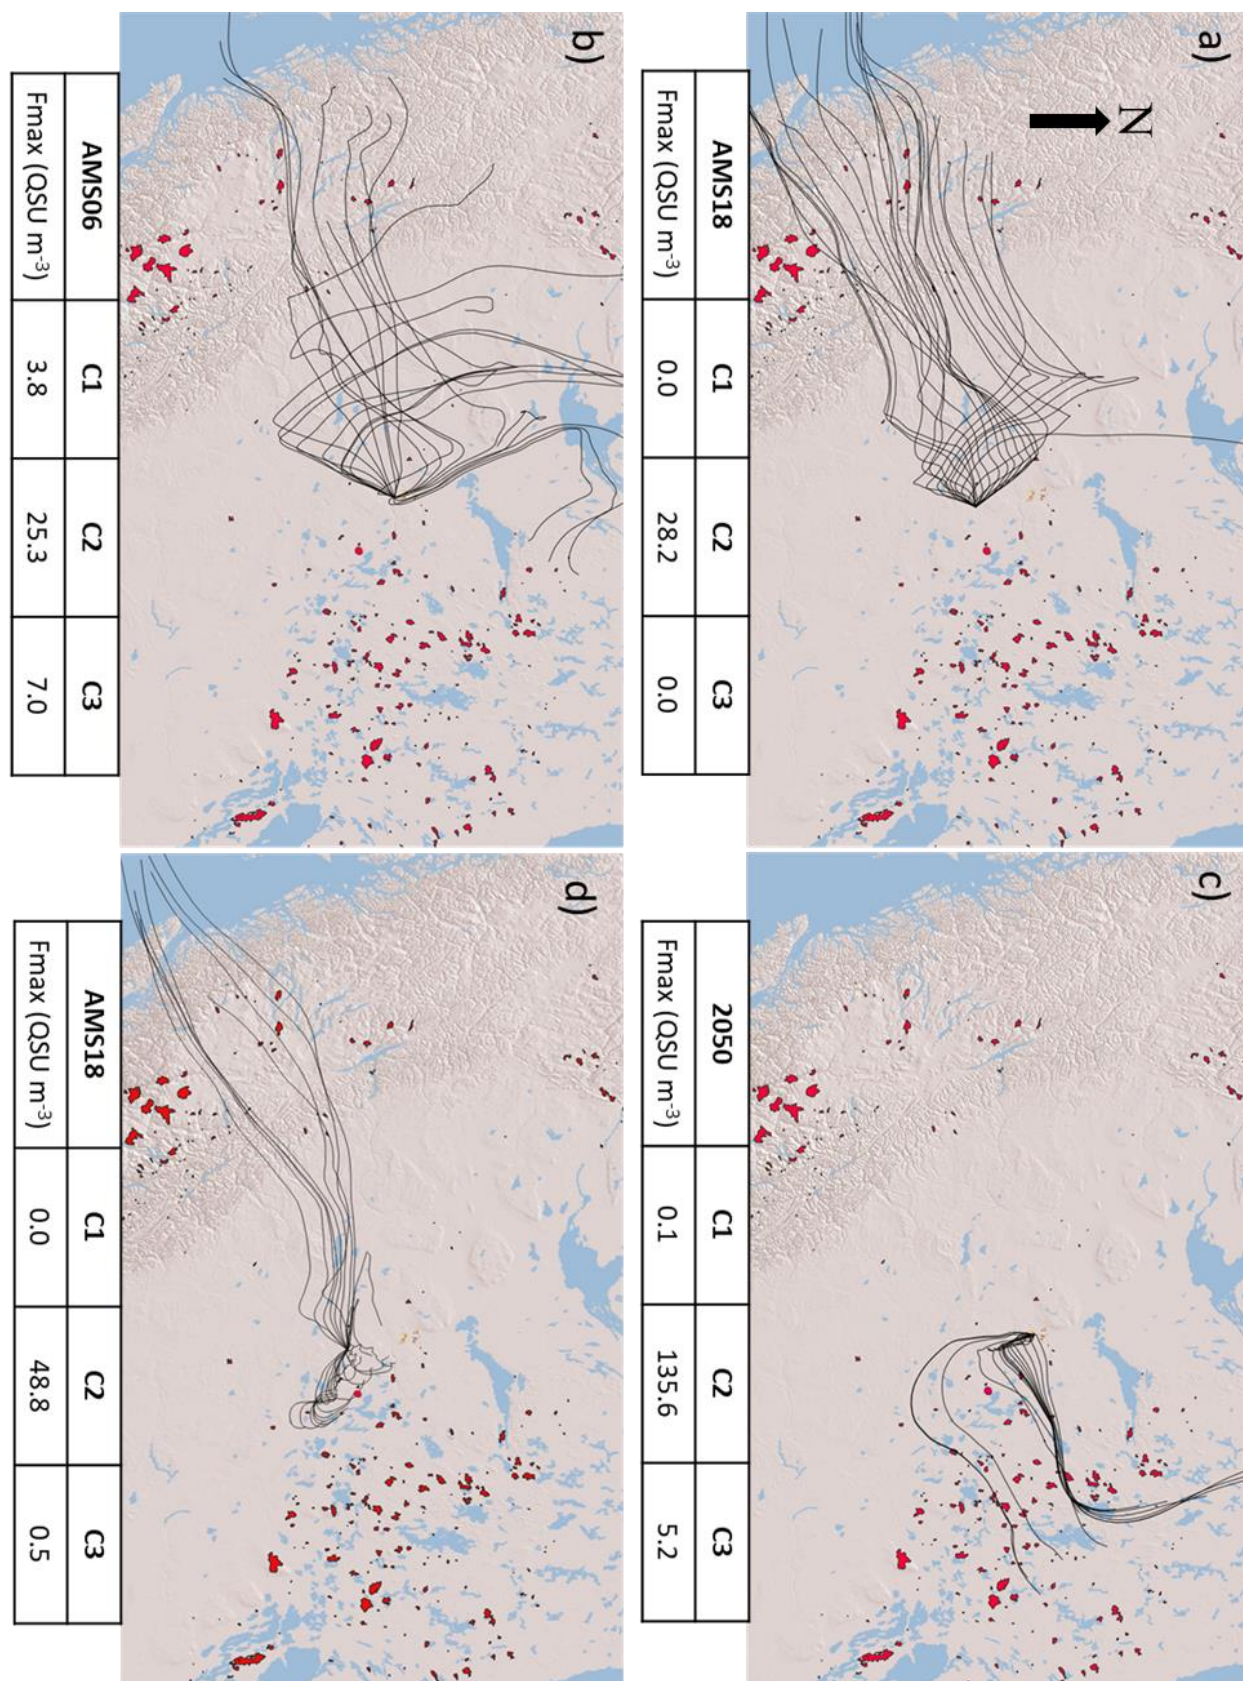 a)
N
AMS18 C1 C2 C3
Fmax (QSU m-3) 0.0 28.2 0.0
c)
2050 C1 C2 C3
Fmax (QSU m-3) 0.1 135.6 5.2
b)
AMS06 C1 C2 C3
Fmax (QSU m-3) 3.8 25.3 7.0
d)
AMS18 C1 C2 C3
Fmax (QSU m-3) 0.0 48.8 0.5